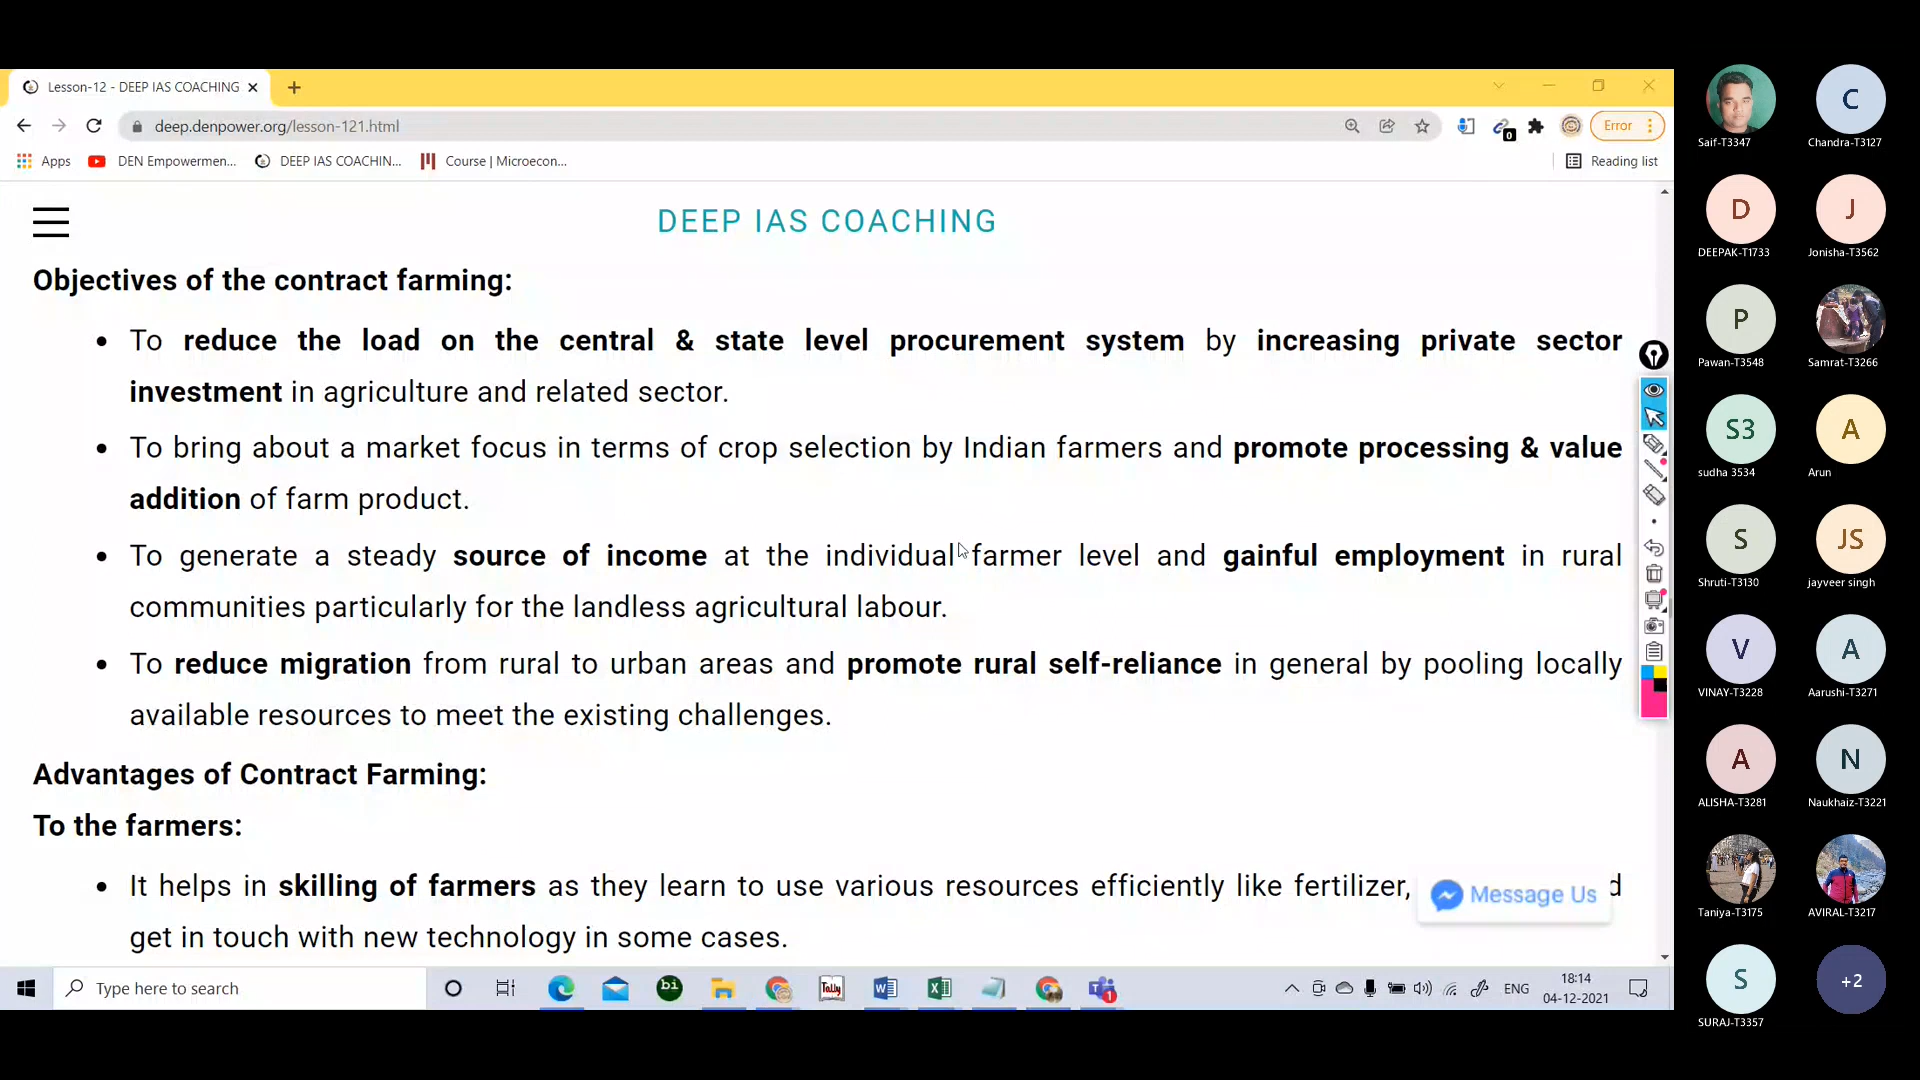 Lesson-12 - DEEP IAS COACHING
deep.denpower.org/lesson-121.html
Error
Apps
DEN Empowermen...
DEEP IAS COACHIN...
Course | Microecon...
Reading list
DEEP IAS COACHING
Objectives of the contract farming:
• To reduce the load on the central & state level procurement system by increasing private sector
investment in agriculture and related sector.
• To bring about a market focus in terms of crop selection by Indian farmers and promote processing & value
addition of farm product.
• To generate a steady source of income at the individual farmer level and gainful employment in rural
communities particularly for the landless agricultural labour.
• To reduce migration from rural to urban areas and promote rural self-reliance in general by pooling locally
available resources to meet the existing challenges.
Advantages of Contract Farming:
To the farmers:
• It helps in skilling of farmers as they learn to use various resources efficiently like fertilizer,
get in touch with new technology in some cases.
Message Us
Type here to search
bi
Tally
ENG
18:14
04-12-2021
Saif-T3347
C
Chandra-T3127
D
DEEPAK-T1733
J
Jonisha-T3562
P
Pawan-T3548
Samrat-T3266
S3
sudha 3534
A
Arun
S
Shruti-T3130
JS
jayveer singh
V
VINAY-T3228
A
Aarushi-T3271
A
ALISHA-T3281
N
Naukhaiz-T3221
Taniya-T3175
AVIRAL-T3217
S
SURAJ-T3357
+2